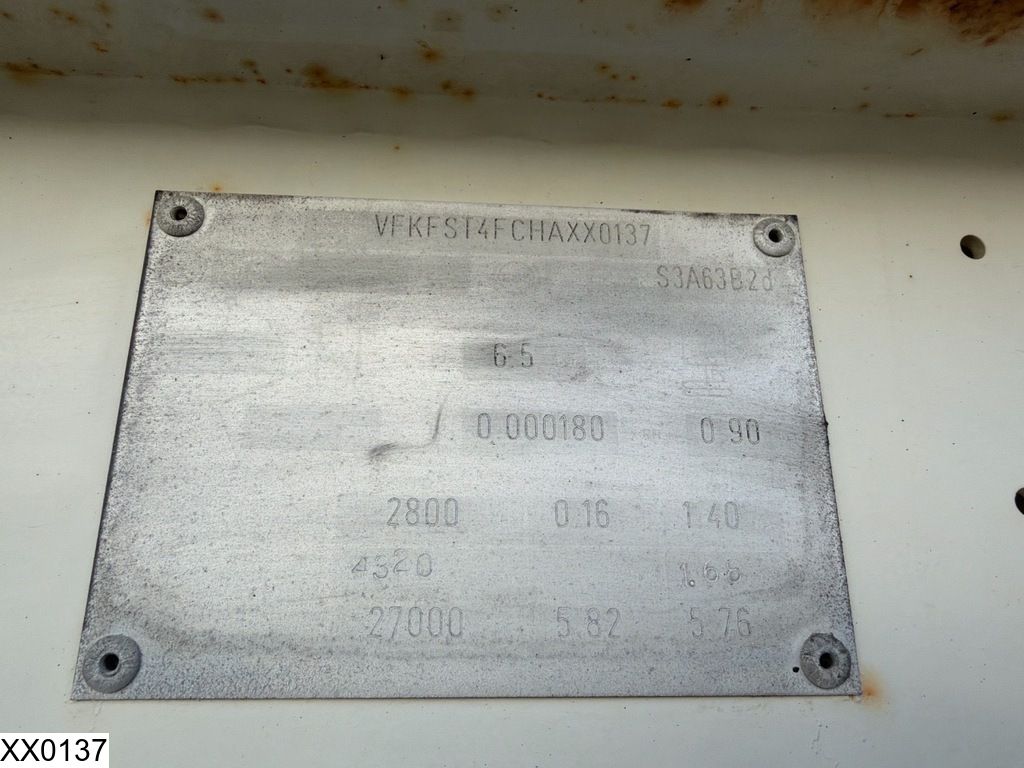 VFKFST4FCHAXX0137
S3A63B2d
6.5
0.000180 0.90
2800 0.16 1.40
4320 1.66
27000 5.82 5.76
XX0137